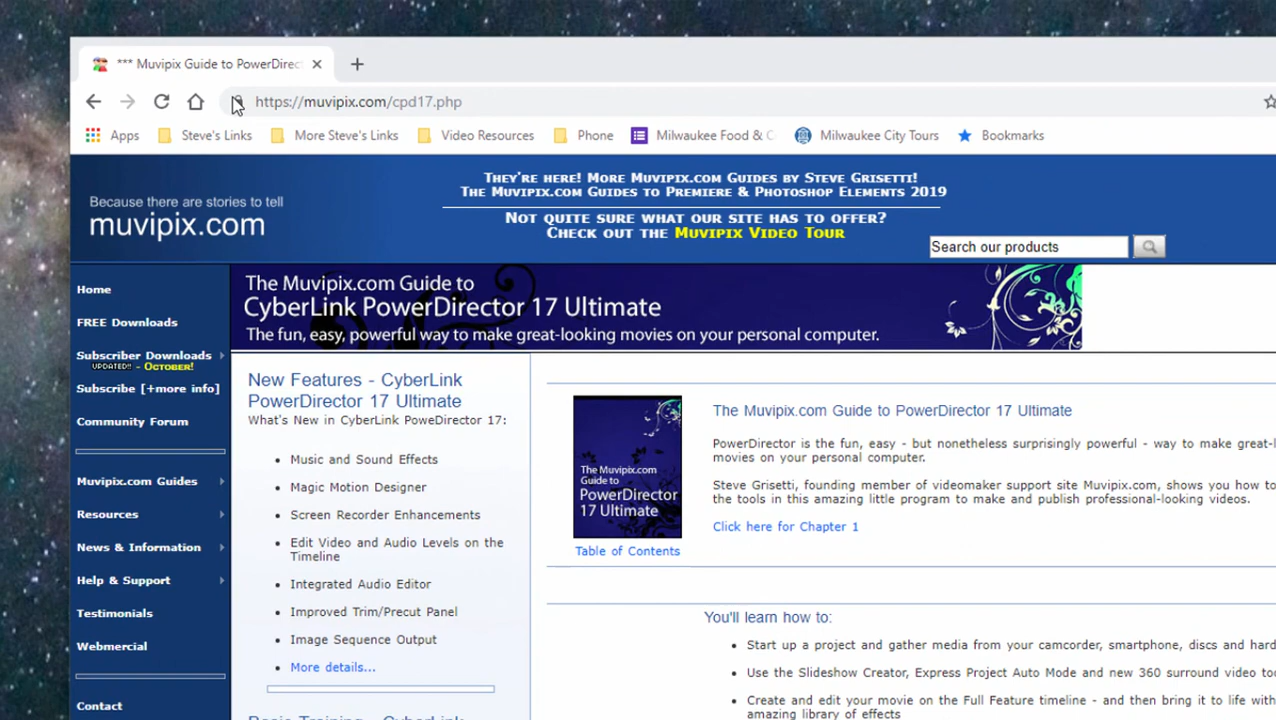 *** Muvipix Guide to PowerDirec
https://muvipix.com/cpd17.php
Apps Steve's Links More Steve's Links Video Resources Phone Milwaukee Food & C Milwaukee City Tours Bookmarks
Because there are stories to tell
muvipix.com
They're here! More Muvipix.com Guides by Steve Grisetti!
The Muvipix.com Guides to Premiere & Photoshop Elements 2019
Not quite sure what our site has to offer?
Check out the Muvipix Video Tour
Search our products
Home
FREE Downloads
Subscriber Downloads
UPDATED!! - October!
Subscribe [+more info]
Community Forum
Muvipix.com Guides
Resources
News & Information
Help & Support
Testimonials
Webmercial
Contact
The Muvipix.com Guide to
CyberLink PowerDirector 17 Ultimate
The fun, easy, powerful way to make great-looking movies on your personal computer.
New Features - CyberLink
PowerDirector 17 Ultimate
What's New in CyberLink PoweDirector 17:
• Music and Sound Effects
• Magic Motion Designer
• Screen Recorder Enhancements
• Edit Video and Audio Levels on the
Timeline
• Integrated Audio Editor
• Improved Trim/Precut Panel
• Image Sequence Output
• More details...
Basic Training - CyberLink
The Muvipix.com
Guide to
PowerDirector
17 Ultimate
Table of Contents
The Muvipix.com Guide to PowerDirector 17 Ultimate
PowerDirector is the fun, easy - but nonetheless surprisingly powerful - way to make great-l
movies on your personal computer.
Steve Grisetti, founding member of videomaker support site Muvipix.com, shows you how to
the tools in this amazing little program to make and publish professional-looking videos.
Click here for Chapter 1
You'll learn how to:
• Start up a project and gather media from your camcorder, smartphone, discs and hard
• Use the Slideshow Creator, Express Project Auto Mode and new 360 surround video too
• Create and edit your movie on the Full Feature timeline - and then bring it to life with
amazing library of effects